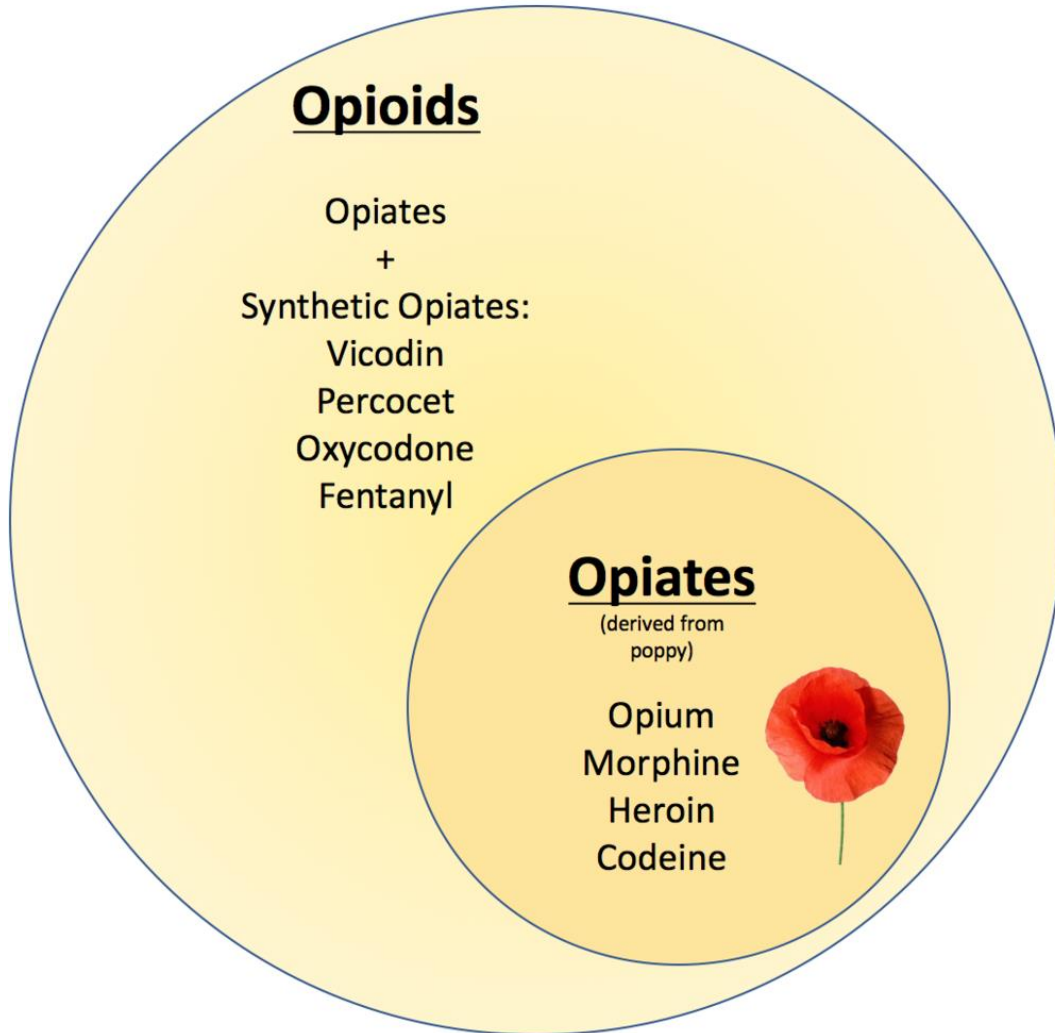 Opioids
Opiates
+
Synthetic Opiates:
Vicodin
Percocet
Oxycodone
Fentanyl
Opiates
(derived from
poppy)
Opium
Morphine
Heroin
Codeine